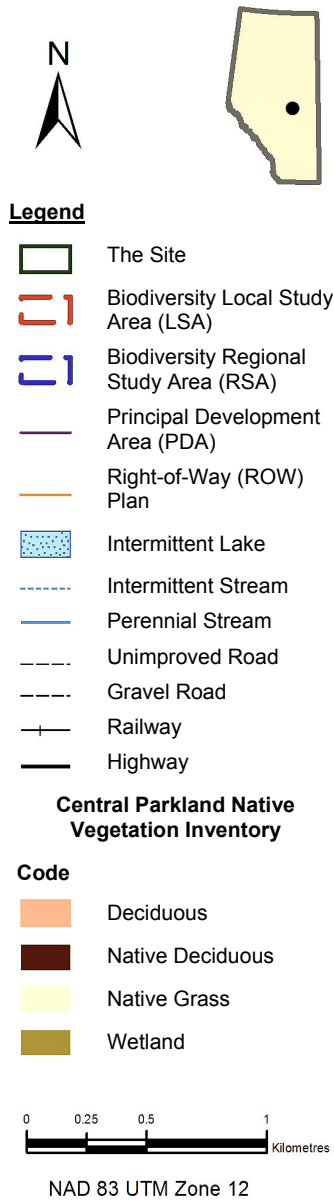 N
Legend
The Site
Biodiversity Local Study
Area (LSA)
Biodiversity Regional
Study Area (RSA)
Principal Development
Area (PDA)
Right-of-Way (ROW)
Plan
Intermittent Lake
Intermittent Stream
Perennial Stream
Unimproved Road
Gravel Road
Railway
Highway
Central Parkland Native
Vegetation Inventory
Code
Deciduous
Native Deciduous
Native Grass
Wetland
0 0.25 0.5 1
Kilometres
NAD 83 UTM Zone 12